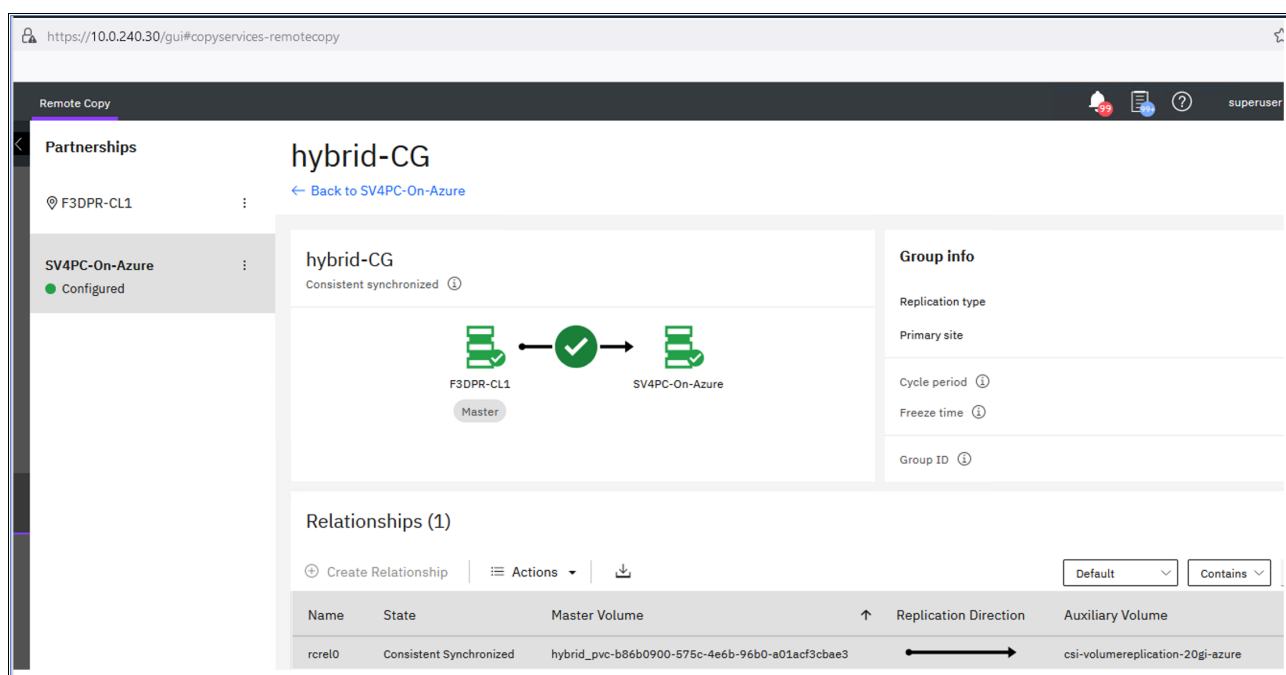 https://10.0.240.30/gui#copyservices-remotecopy
Remote Copy
99
99+
superuser
Partnerships
F3DPR-CL1
SV4PC-On-Azure
Configured
hybrid-CG
← Back to SV4PC-On-Azure
hybrid-CG
Consistent synchronized
F3DPR-CL1
SV4PC-On-Azure
Master
Group info
Replication type
Primary site
Cycle period
Freeze time
Group ID
Relationships (1)
Create Relationship
Actions
Default
Contains
Name State Master Volume Replication Direction Auxiliary Volume
rcrel0 Consistent Synchronized hybrid_pvc-b86b0900-575c-4e6b-96b0-a01acf3cbae3 csi-volumereplication-20gi-azure